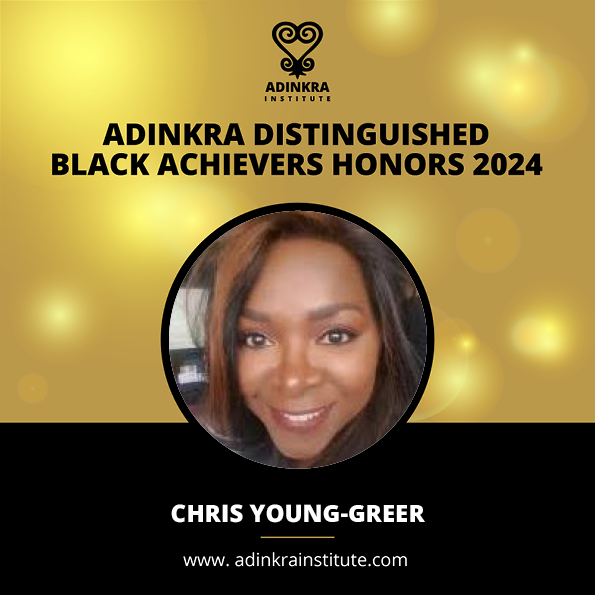 ADINKRA
INSTITUTE
ADINKRA DISTINGUISHED
BLACK ACHIEVERS HONORS 2024
CHRIS YOUNG-GREER
www. adinkrainstitute.com